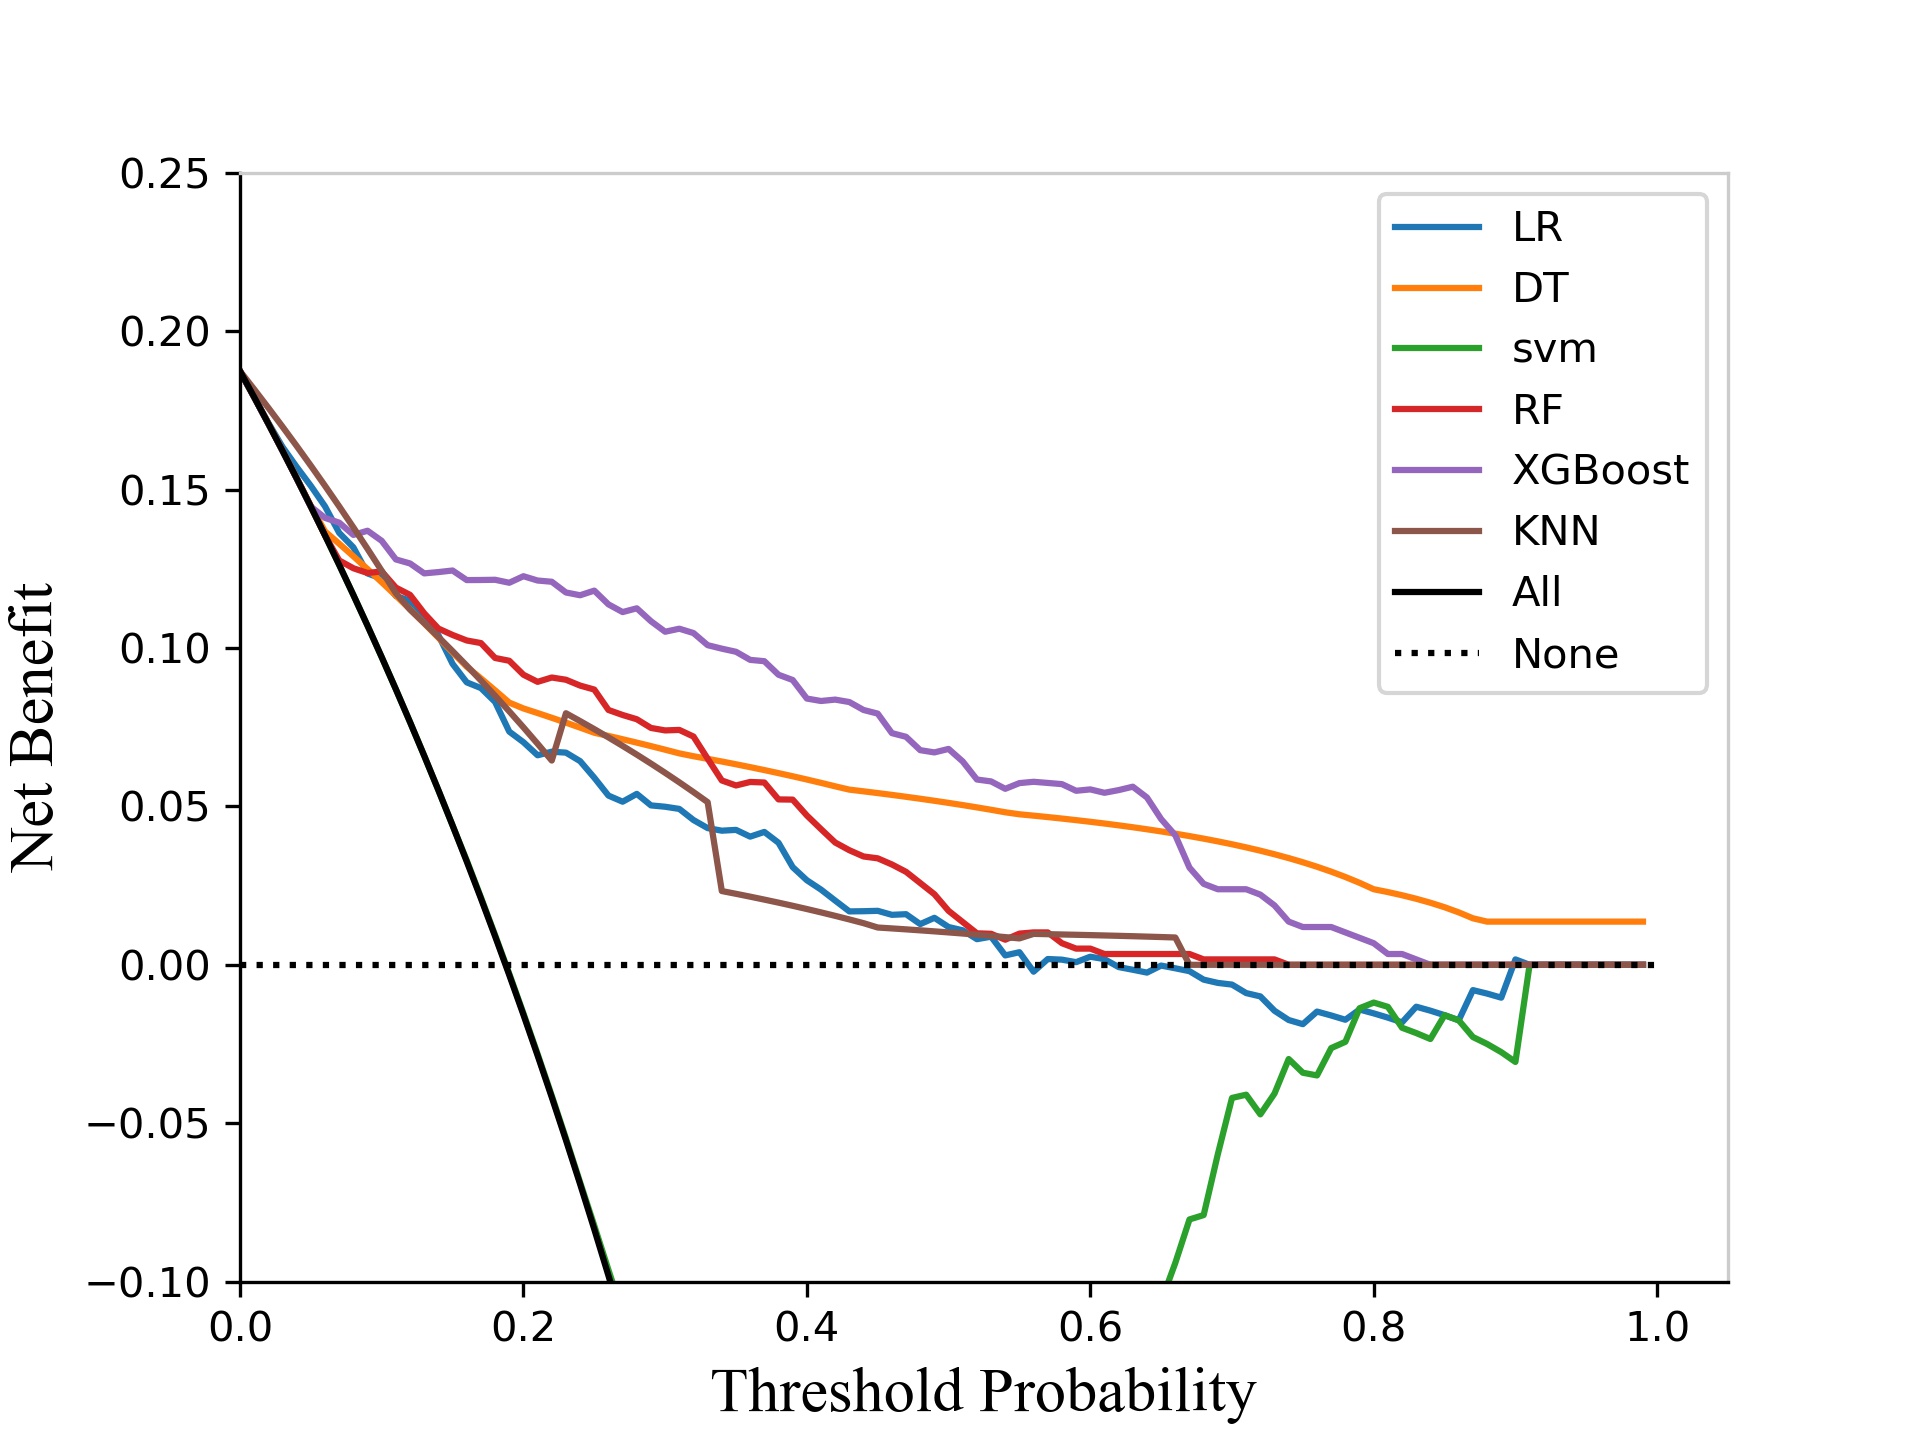 0.25
0.20
0.15
0.10
0.05
0.00
−0.05
−0.10
Net Benefit
LR
DT
svm
RF
XGBoost
KNN
All
None
0.0 0.2 0.4 0.6 0.8 1.0
Threshold Probability